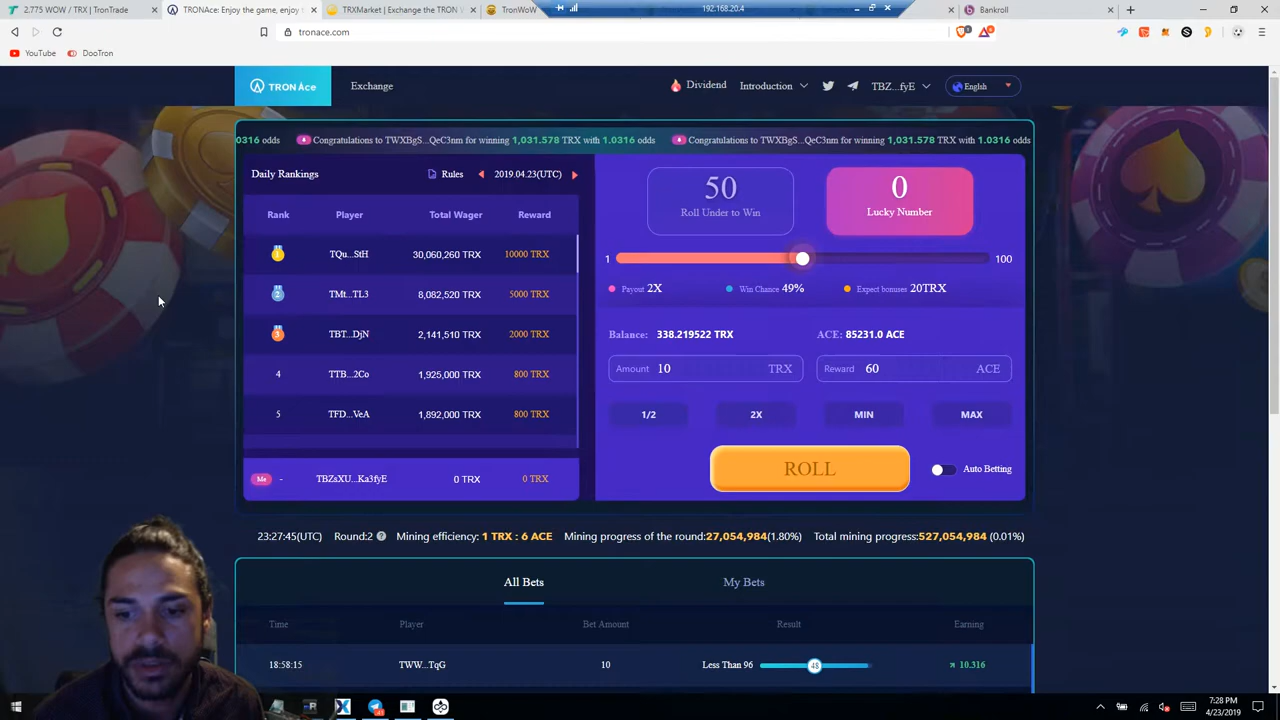 2.775 WOW / TRX | TronTrade
TRONAce: Enjoy the game, enjoy
TRXMarket | Exchange the TRON
TronWOW
192.168.20.4
Bankroll
tronace.com
YouTube
DooTron
TRON Ace
Exchange
Dividend
Introduction
TBZ...fyE
English
0316 odds
Congratulations to TWXBgS...QeC3nm for winning 1,031.578 TRX with 1.0316 odds
Congratulations to TWXBgS...QeC3nm for winning 1,031.578 TRX with 1.0316 odds
Daily Rankings
Rules
2019.04.23(UTC)
Rank Player Total Wager Reward
1 TQu...StH 30,060,260 TRX 10000 TRX
2 TMt...TL3 8,082,520 TRX 5000 TRX
3 TBT...DjN 2,141,510 TRX 2000 TRX
4 TTB...2Co 1,925,000 TRX 800 TRX
5 TFD...VeA 1,892,000 TRX 800 TRX
Me - TBZsXU...Ka3fyE 0 TRX 0 TRX
50
Roll Under to Win
0
Lucky Number
1 100
Payout 2X
Win Chance 49%
Expect bonuses 20TRX
Balance: 338.219522 TRX
ACE: 85231.0 ACE
Amount 10 TRX
Reward 60 ACE
1/2 2X MIN MAX
ROLL
Auto Betting
23:27:45(UTC) Round:2 ? Mining efficiency: 1 TRX : 6 ACE Mining progress of the round:27,054,984(1.80%) Total mining progress:527,054,984 (0.01%)
All Bets My Bets
Time Player Bet Amount Result Earning
18:58:15 TWW...TqG 10 Less Than 96 48 10.316
7:28 PM
4/23/2019